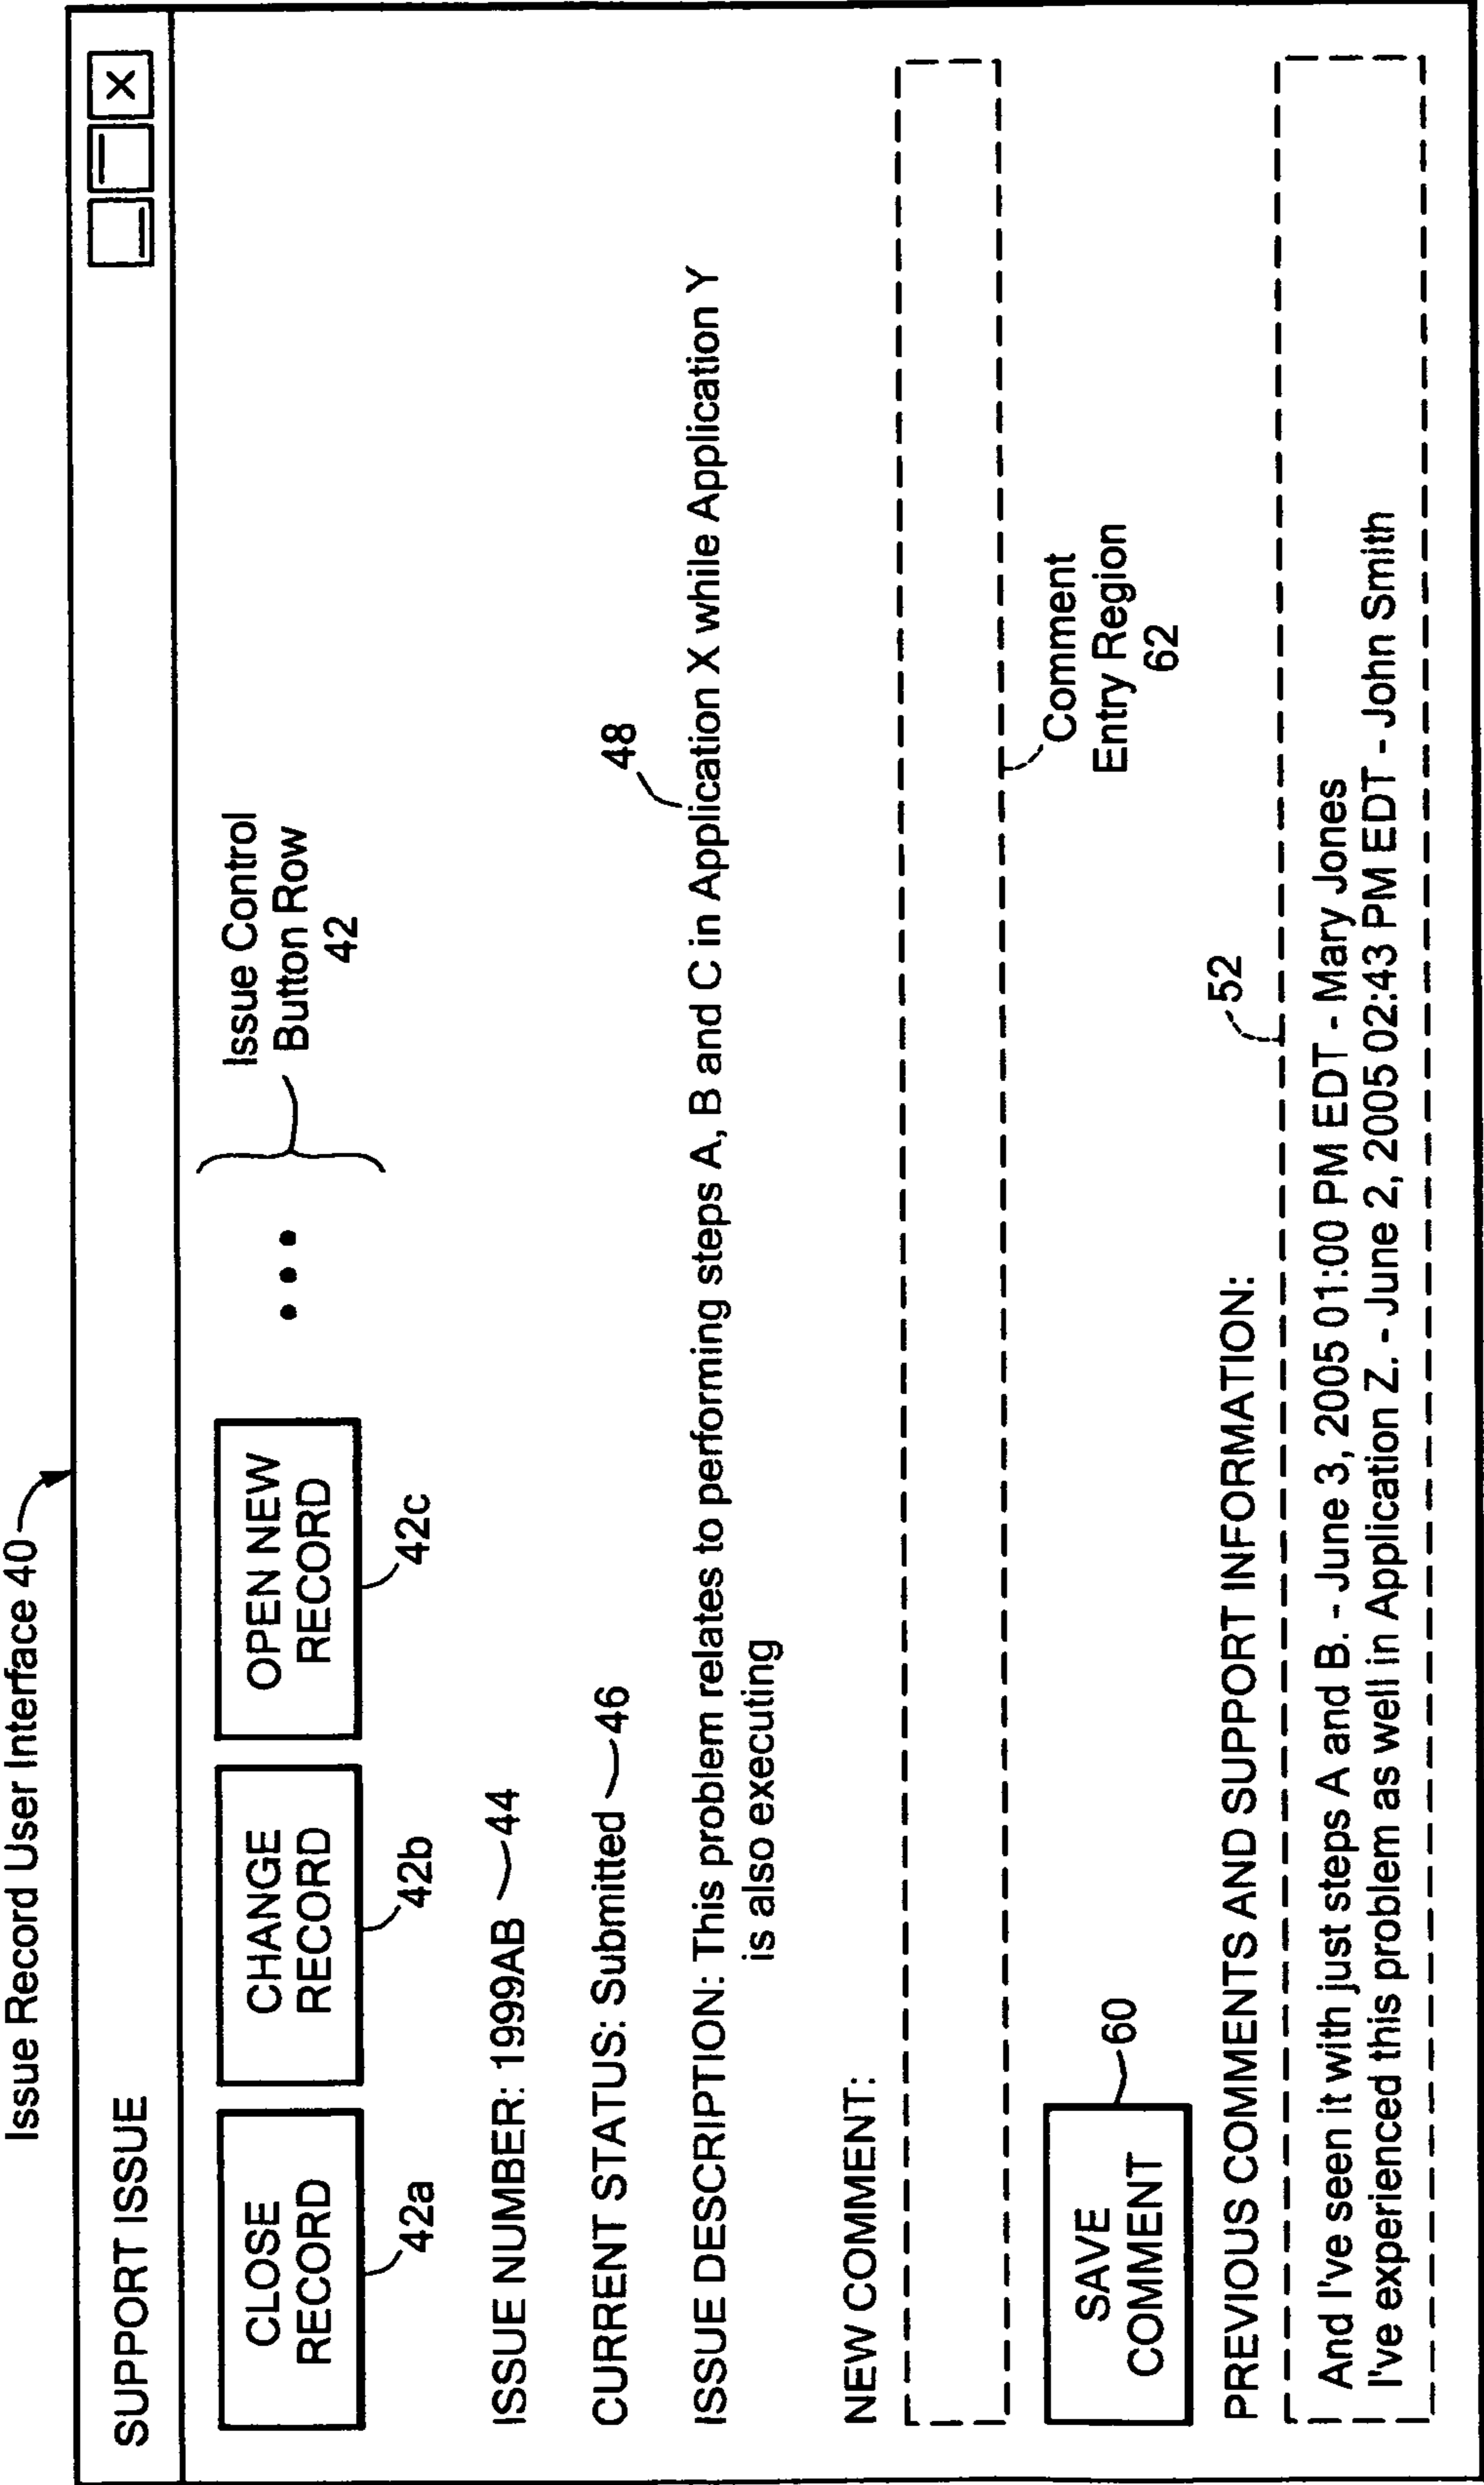 Issue Record User Interface 40
SUPPORT ISSUE
X
CLOSE
RECORD
42a
CHANGE
RECORD
42b
OPEN NEW
RECORD
42c
• • •
Issue Control
Button Row
42
ISSUE NUMBER: 1999AB
44
CURRENT STATUS: Submitted
46
48
ISSUE DESCRIPTION: This problem relates to performing steps A, B and C in Application X while Application Y
is also executing
NEW COMMENT:
Comment
Entry Region
62
SAVE
COMMENT
60
PREVIOUS COMMENTS AND SUPPORT INFORMATION:
52
And I've seen it with just steps A and B. - June 3, 2005 01:00 PM EDT - Mary Jones
I've experienced this problem as well in Application Z. - June 2, 2005 02:43 PM EDT - John Smith